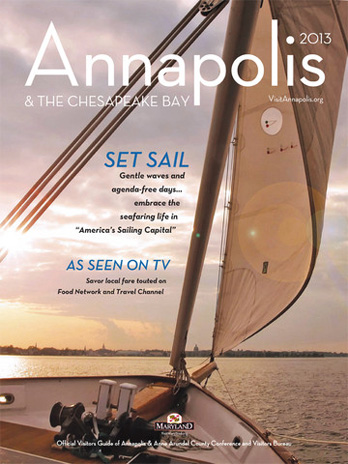 2013
Annapolis
& THE CHESAPEAKE BAY
VisitAnnapolis.org
SET SAIL
Gentle waves and
agenda-free days...
embrace the
seafaring life in
"America's Sailing Capital"
AS SEEN ON TV
Savor local fare touted on
Food Network and Travel Channel
MARYLAND
Official Visitors Guide of Annapolis & Anne Arundel County Conference and Visitors Bureau